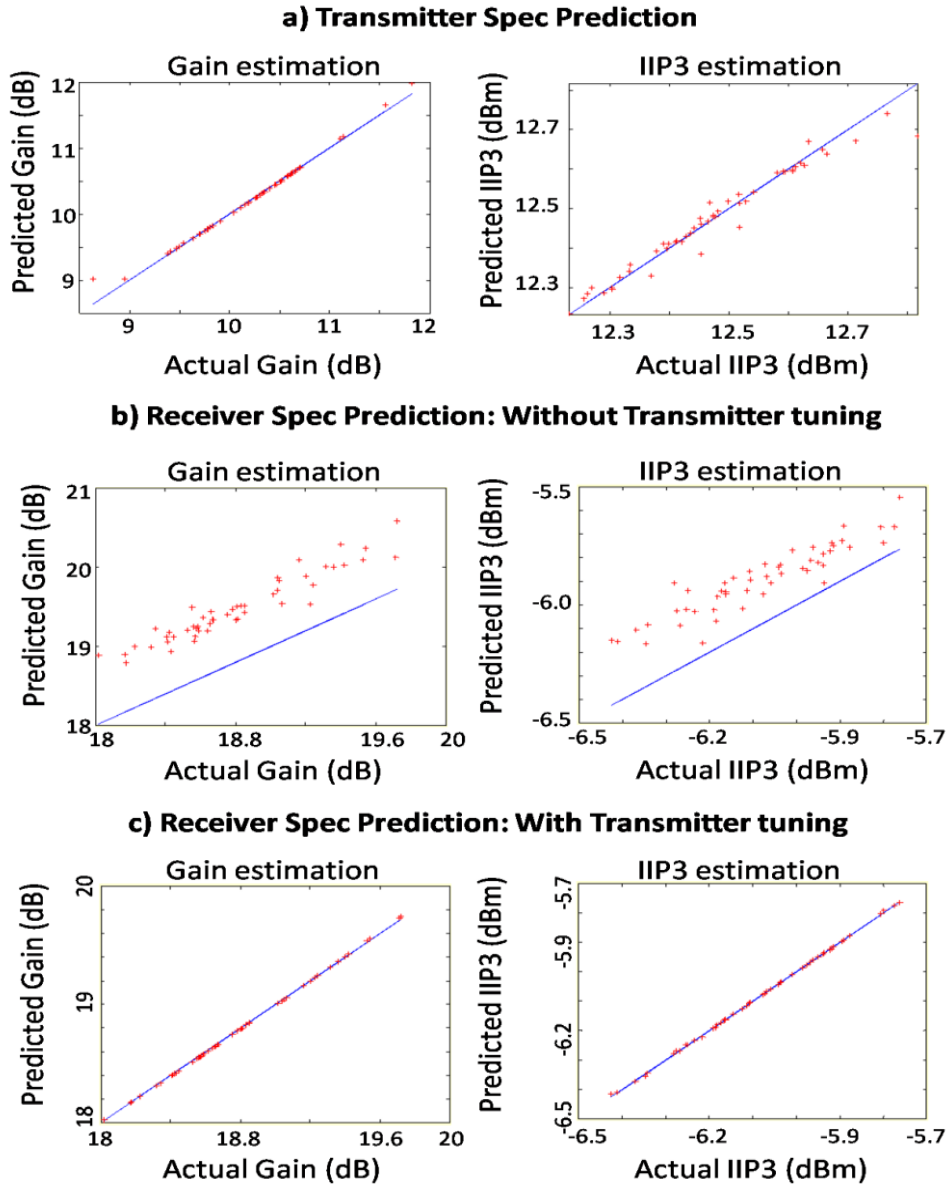 a) Transmitter Spec Prediction
Gain estimation
Predicted Gain (dB)
12
11
10
9
9 10 11 12
Actual Gain (dB)
IIP3 estimation
Predicted IIP3 (dBm)
12.7
12.5
12.3
12.3 12.5 12.7
Actual IIP3 (dBm)
b) Receiver Spec Prediction: Without Transmitter tuning
Gain estimation
Predicted Gain (dB)
21
20
19
18
18 18.8 19.6 20
Actual Gain (dB)
IIP3 estimation
Predicted IIP3 (dBm)
-5.5
-6.0
-6.5
-6.5 -6.2 -5.9 -5.7
Actual IIP3 (dBm)
c) Receiver Spec Prediction: With Transmitter tuning
Gain estimation
Predicted Gain (dB)
20
19
18
18 18.8 19.6 20
Actual Gain (dB)
IIP3 estimation
Predicted IIP3 (dBm)
-5.7
-5.9
-6.2
-6.5
-6.5 -6.2 -5.9 -5.7
Actual IIP3 (dBm)